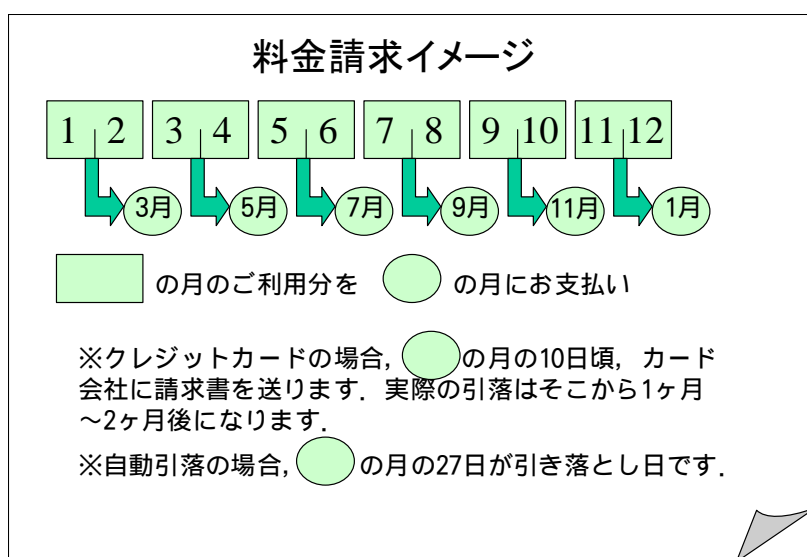 料金請求イメージ
1 2 3 4 5 6 7 8 9 10 11 12
3月 5月 7月 9月 11月 1月
の月のご利用分を の月にお支払い
※クレジットカードの場合, の月の10日頃, カード
会社に請求書を送ります. 実際の引落はそこから1ヶ月
~2ヶ月後になります.
※自動引落の場合, の月の27日が引き落とし日です.